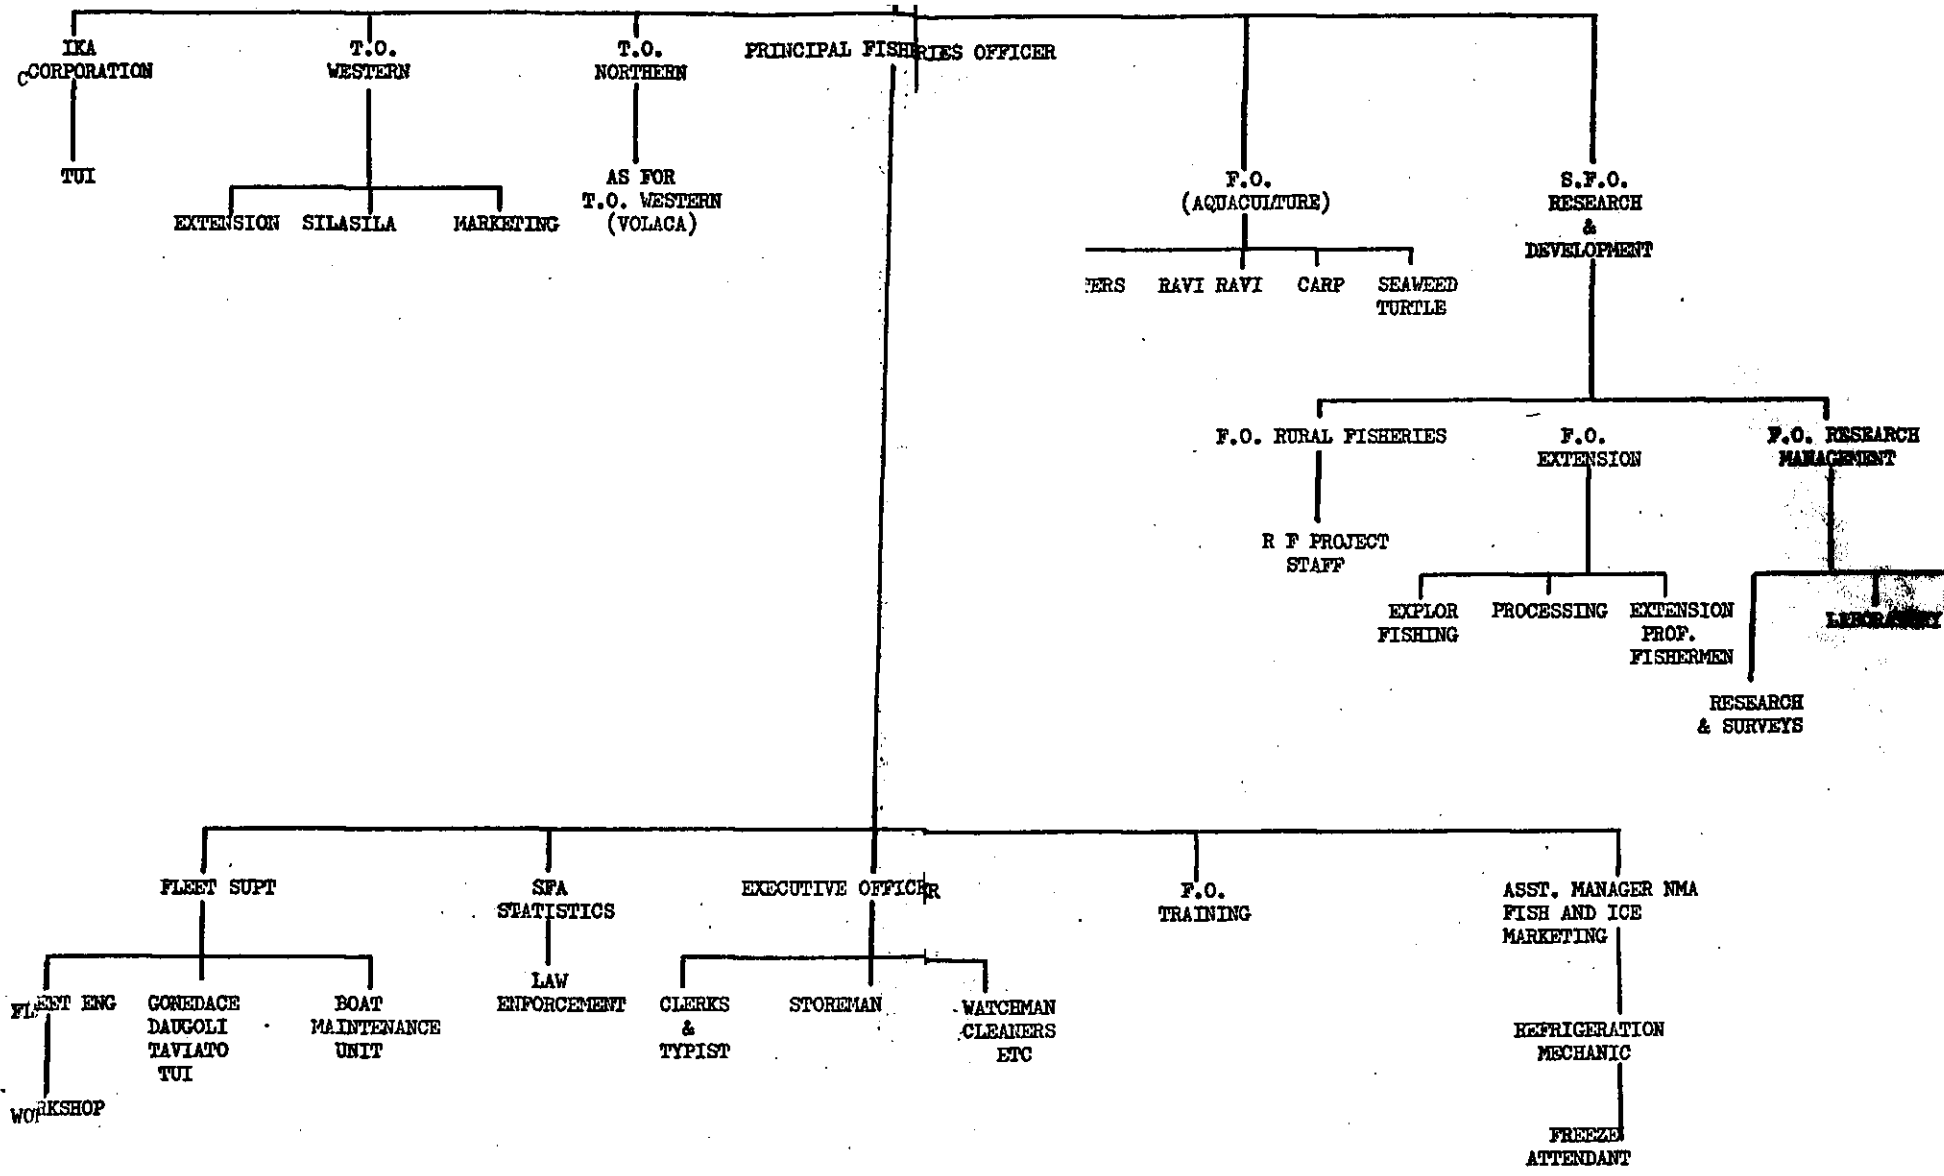 IKA
CORPORATION
T.O.
WESTERN
T.O.
NORTHERN
PRINCIPAL FISHERIES OFFICER
TUI
EXTENSION
SILASILA
MARKETING
AS FOR
T.O. WESTERN
(VOLACA)
F.O.
(AQUACULTURE)
S.F.O.
RESEARCH
&
DEVELOPMENT
RAVI RAVI
CARP
SEAWEED
TURTLE
F.O. RURAL FISHERIES
F.O.
EXTENSION
F.O. RESEARCH
MANAGEMENT
R F PROJECT
STAFF
EXPLOR
FISHING
PROCESSING
EXTENSION
PROF.
FISHERMEN
RESEARCH
& SURVEYS
FLEET SUPT
SFA
STATISTICS
EXECUTIVE OFFICER
F.O.
TRAINING
ASST. MANAGER NMA
FISH AND ICE
MARKETING
FLEET ENG
GONEDACE
DAUGOLI
TAVIATO
TUI
BOAT
MAINTENANCE
UNIT
LAW
ENFORCEMENT
CLERKS
&
TYPIST
STOREMAN
WATCHMAN
CLEANERS
ETC
REFRIGERATION
MECHANIC
WORKSHOP
FREEZE
ATTENDANT